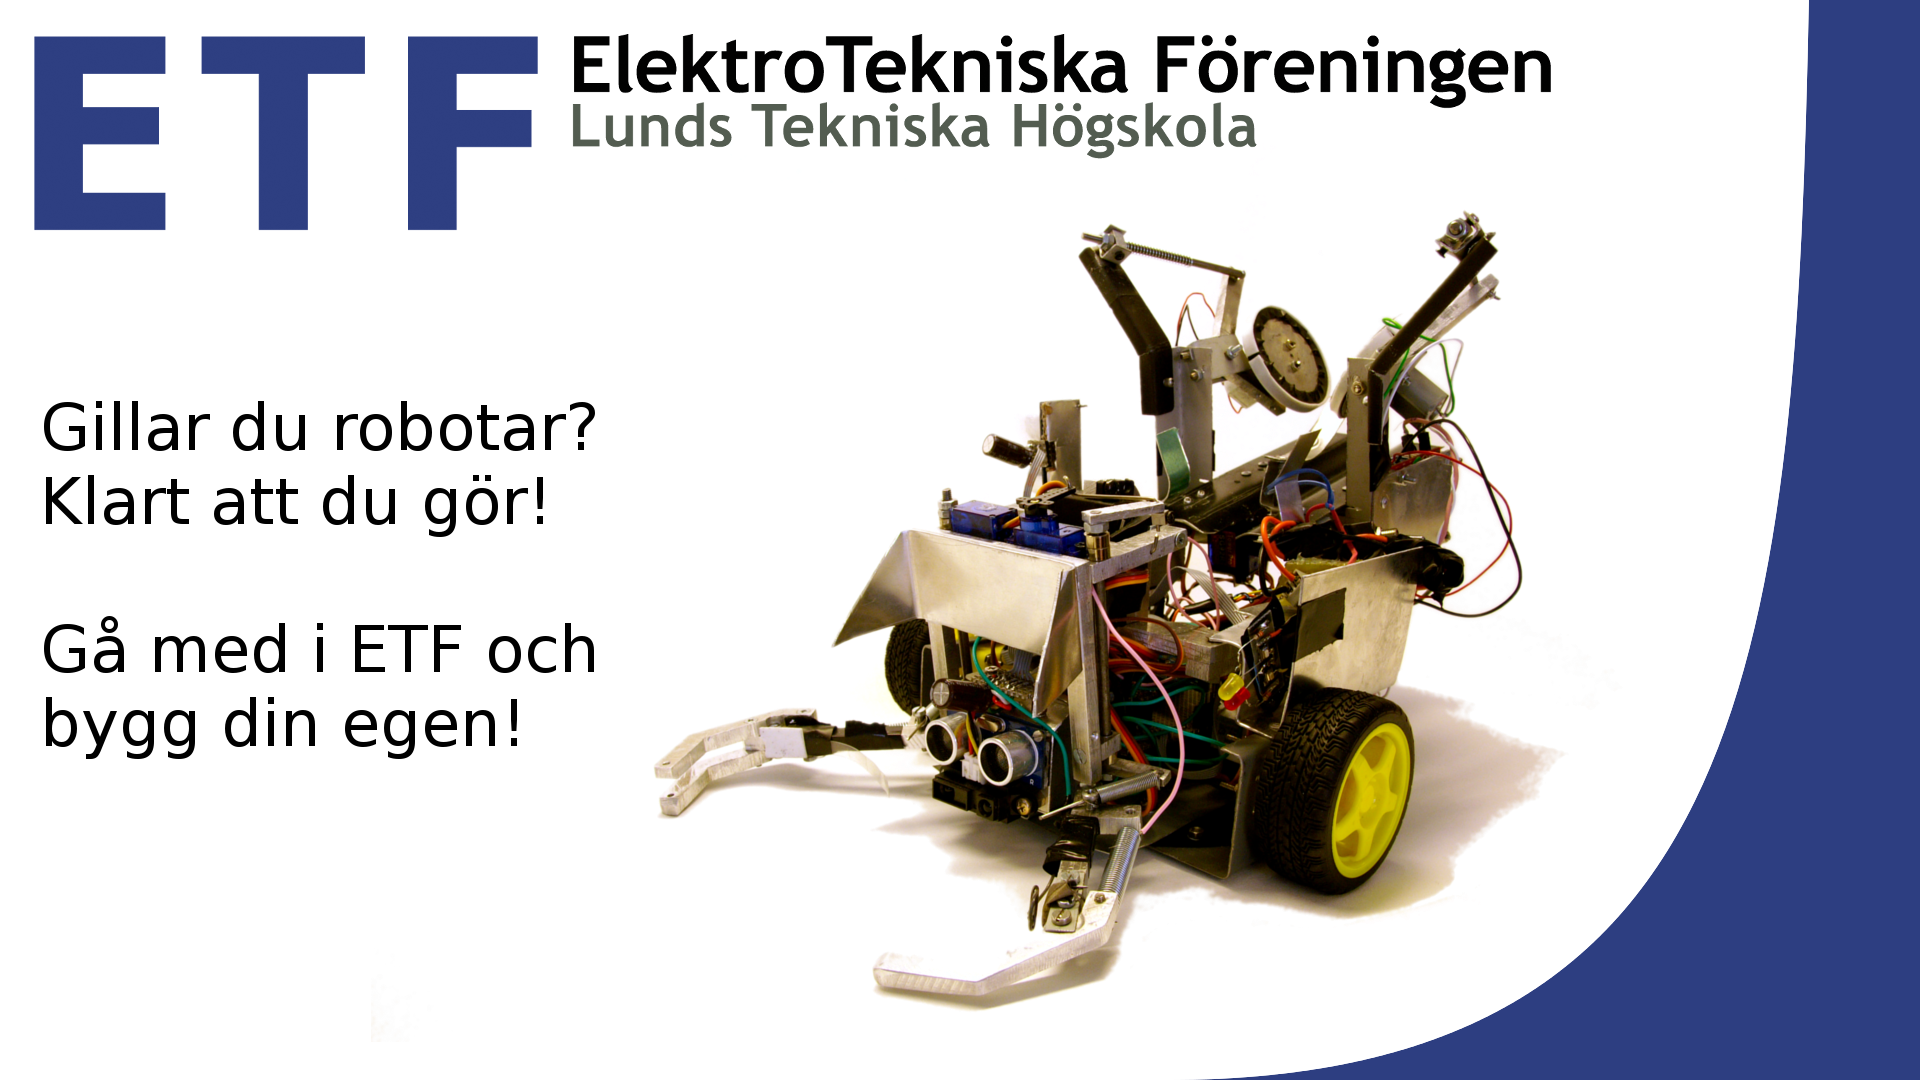 ETF
ElektroTekniska Föreningen
Lunds Tekniska Högskola
Gillar du robotar?
Klart att du gör!
Gå med i ETF och
bygg din egen!